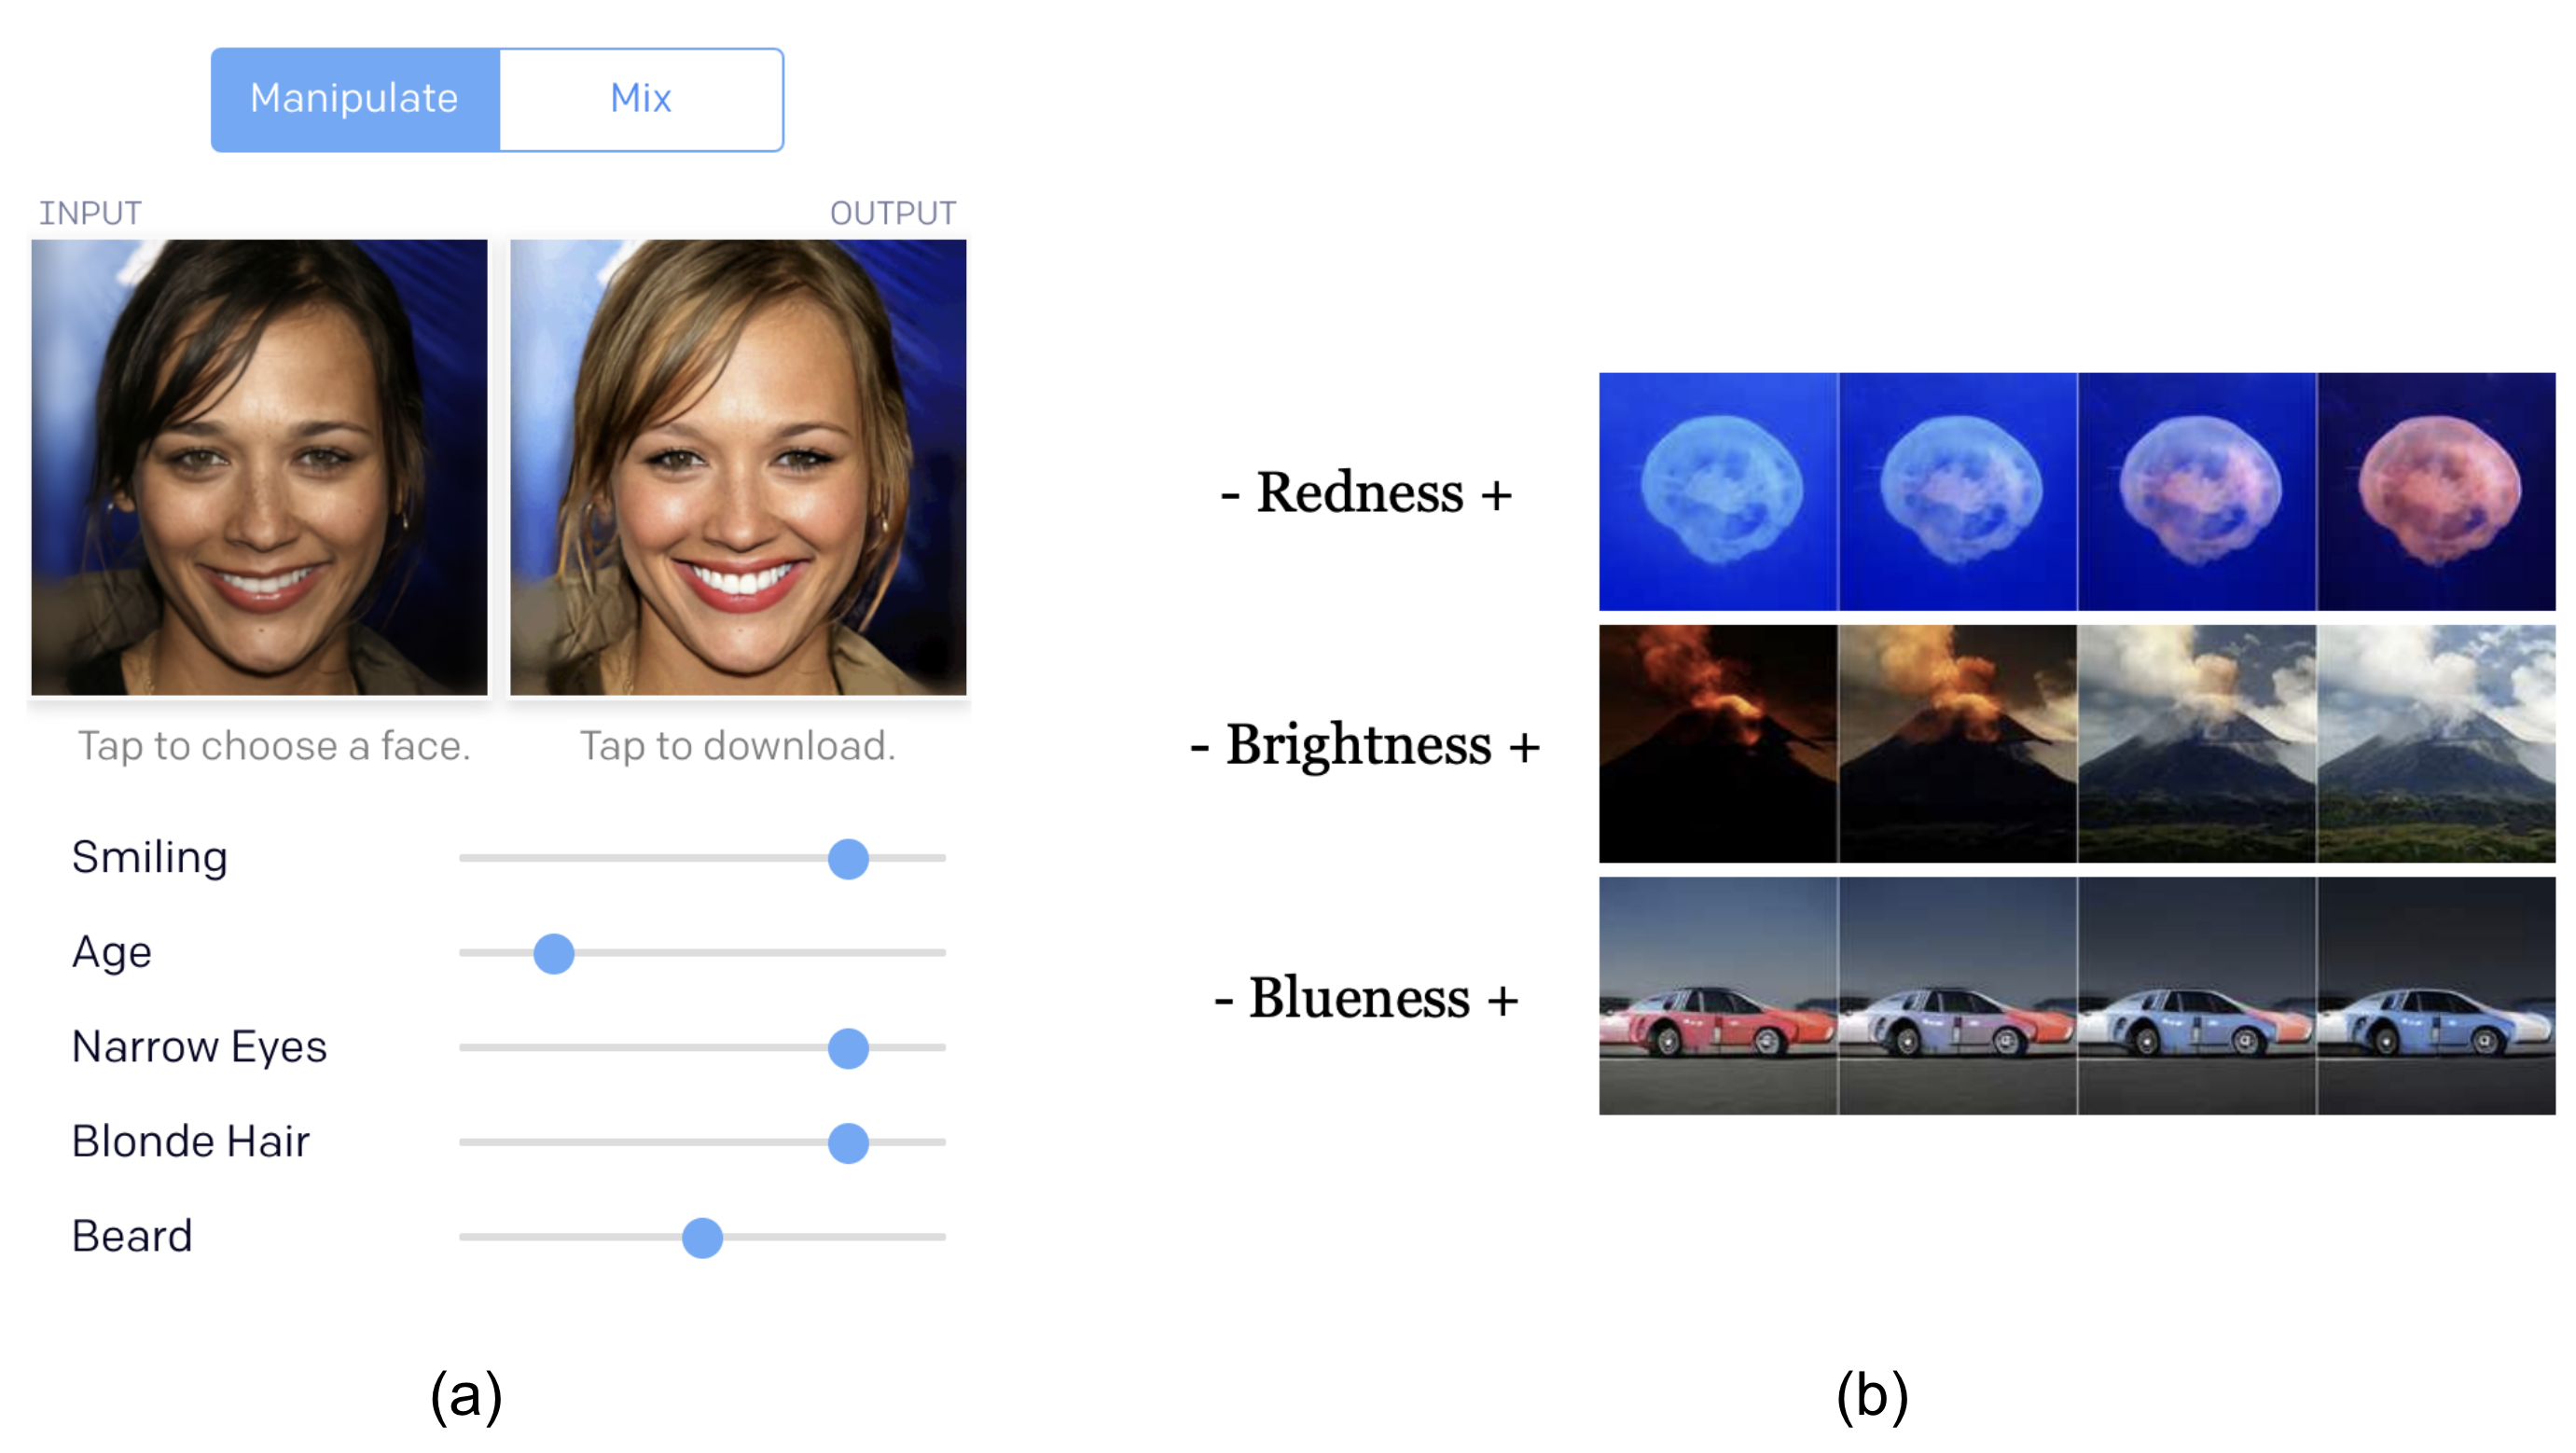 Manipulate Mix
INPUT OUTPUT
Tap to choose a face. Tap to download.
Smiling
Age
Narrow Eyes
Blonde Hair
Beard
(a)
- Redness +
- Brightness +
- Blueness +
(b)